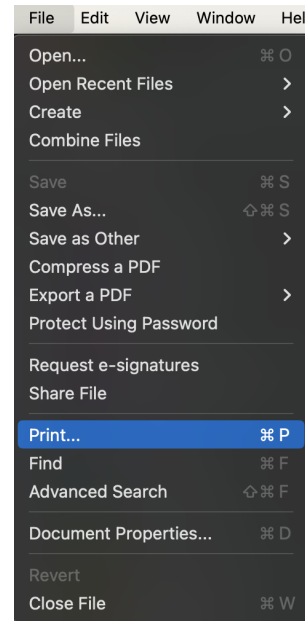 File Edit View Window Hel
Open... ⌘ O
Open Recent Files
Create
Combine Files
Save ⌘ S
Save As... ⇧⌘ S
Save as Other
Compress a PDF
Export a PDF
Protect Using Password
Request e-signatures
Share File
Print... ⌘ P
Find ⌘ F
Advanced Search ⇧⌘ F
Document Properties... ⌘ D
Revert
Close File ⌘ W